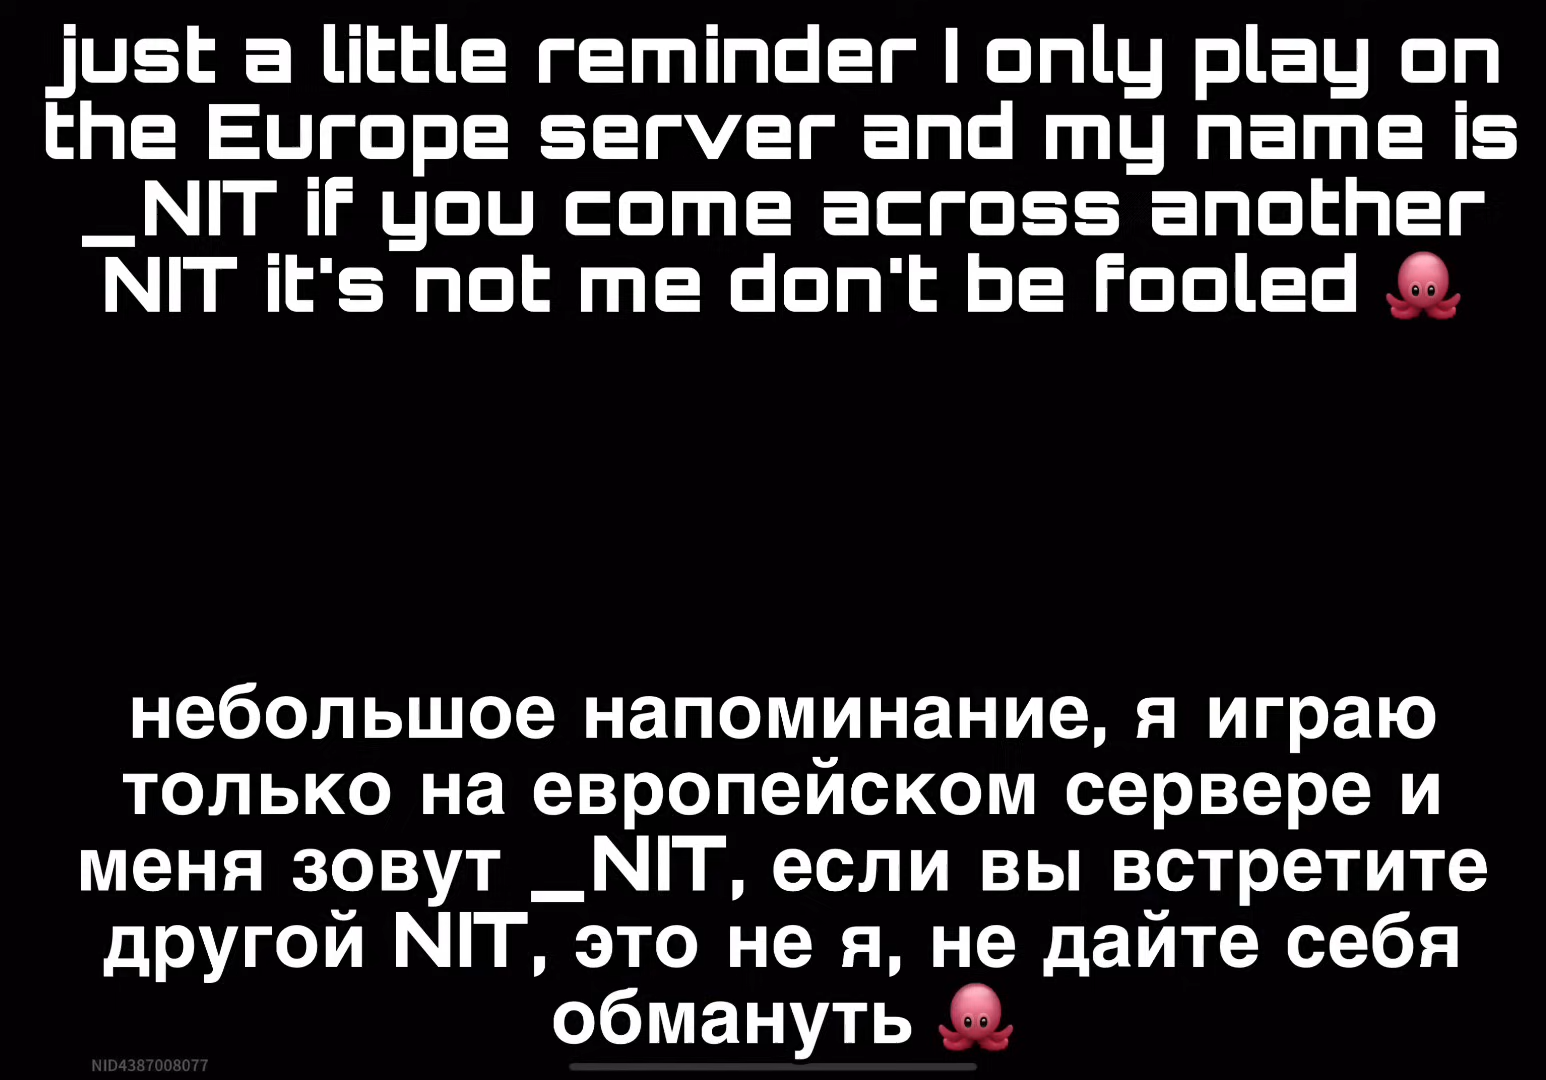 just a little reminder I only play on
the Europe server and my name is
_NIT if you come across another
NIT it's not me don't be fooled 🐙
небольшое напоминание, я играю
только на европейском сервере и
меня зовут _NIT, если вы встретите
другой NIT, это не я, не дайте себя
обмануть 🐙
NID4387008077